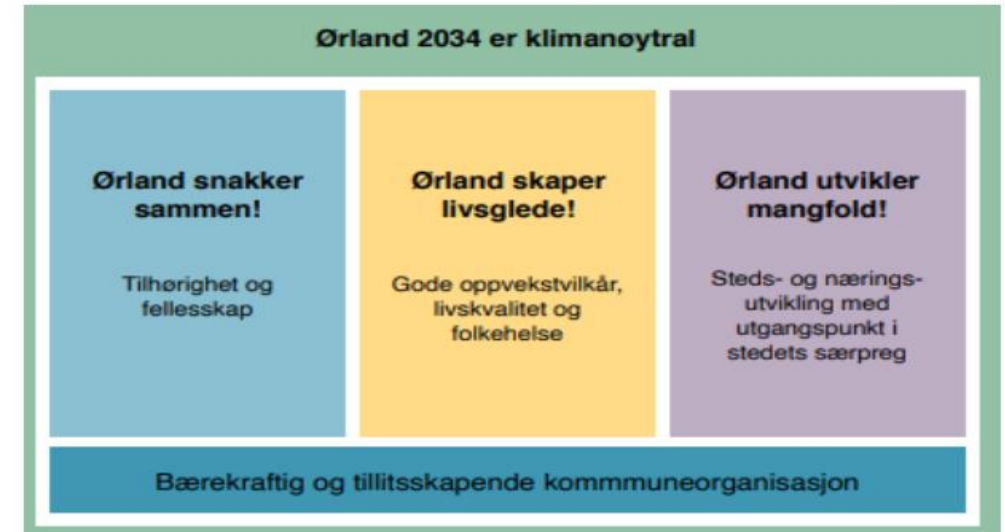 Ørland 2034 er klimanøytral
Ørland snakker
sammen!
Tilhørighet og
fellesskap
Ørland skaper
livsglede!
Gode oppvekstvilkår,
livskvalitet og
folkehelse
Ørland utvikler
mangfold!
Steds- og nærings-
utvikling med
utgangspunkt i
stedets særpreg
Bærekraftig og tillitsskapende kommmuneorganisasjon